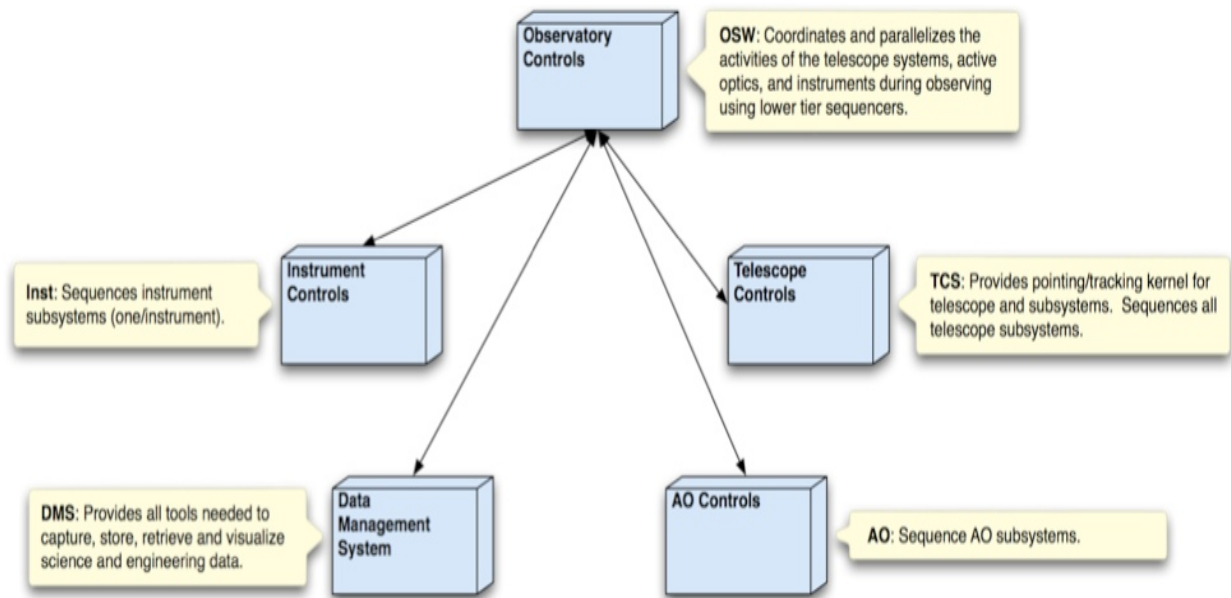 Observatory
Controls
OSW: Coordinates and parallelizes the
activities of the telescope systems, active
optics, and instruments during observing
using lower tier sequencers.
Inst: Sequences instrument
subsystems (one/instrument).
Instrument
Controls
Telescope
Controls
TCS: Provides pointing/tracking kernel for
telescope and subsystems. Sequences all
telescope subsystems.
DMS: Provides all tools needed to
capture, store, retrieve and visualize
science and engineering data.
Data
Management
System
AO Controls
AO: Sequence AO subsystems.